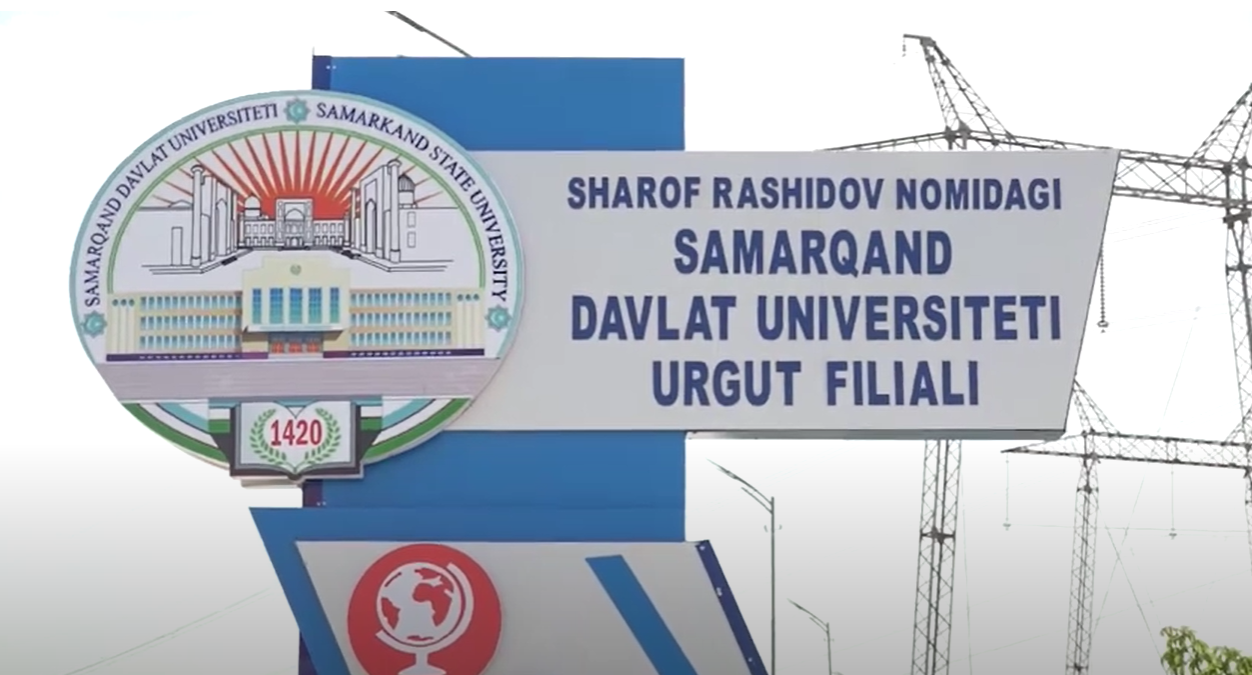 SAMARQAND DAVLAT UNIVERSITETI
SAMARKAND STATE UNIVERSITY
1420
SHAROF RASHIDOV NOMIDAGI
SAMARQAND
DAVLAT UNIVERSITETI
URGUT FILIALI